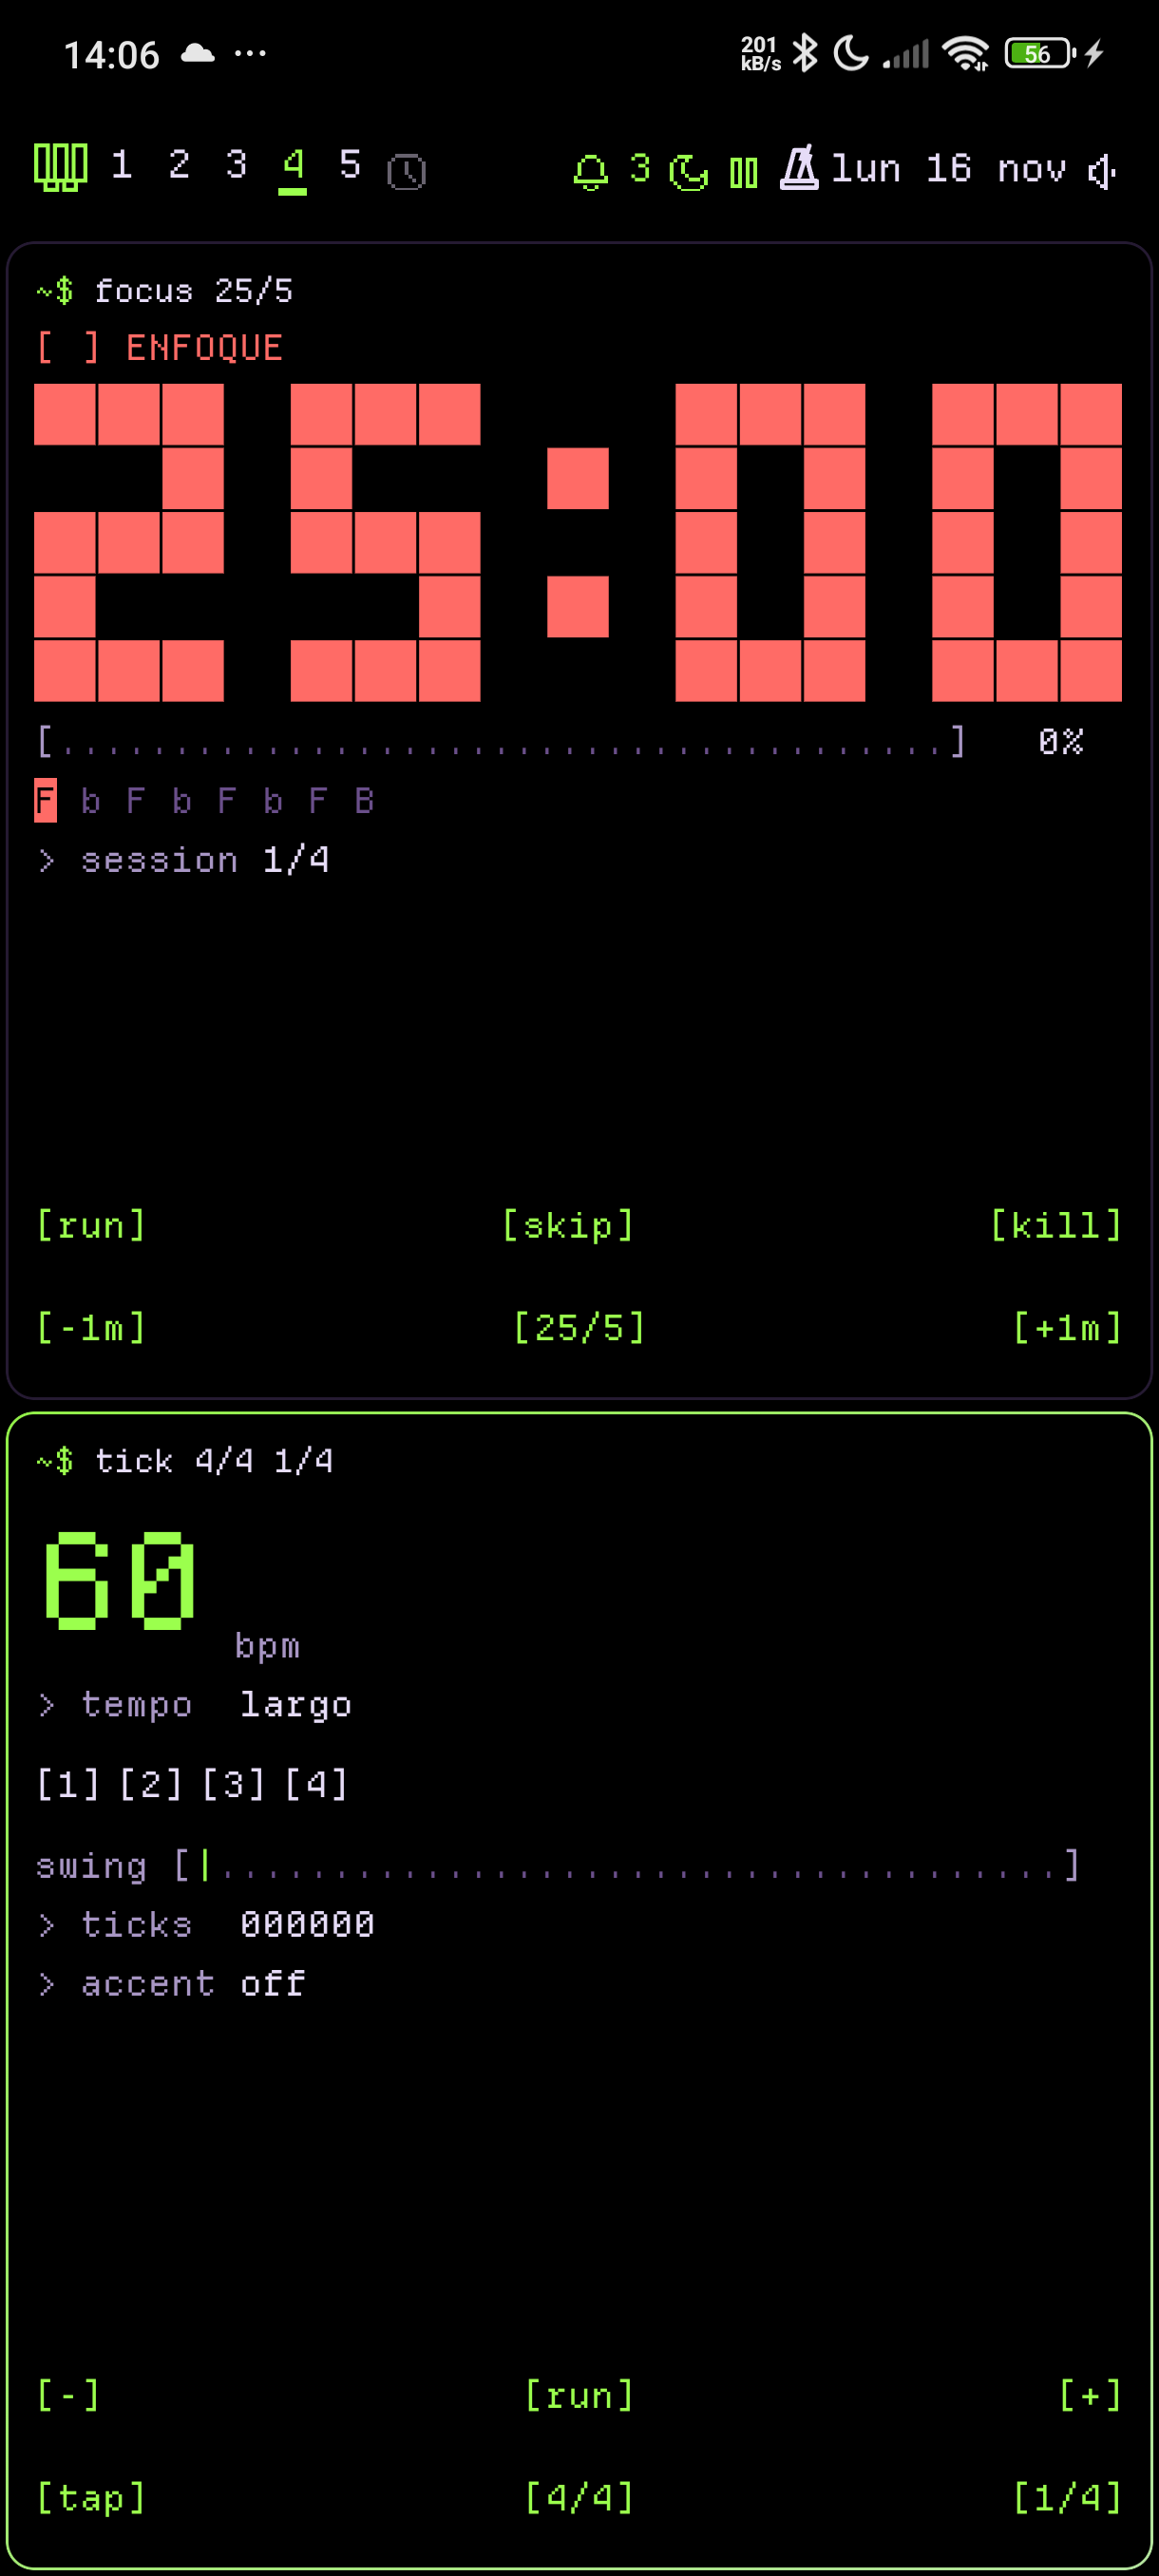 14:06 ... 201 kB/s 56
1 2 3 4 5 3 lun 16 nov
~$ focus 25/5
[ ] ENFOQUE
25:00
[.......................................] 0%
F b F b F b F B
> session 1/4
[run] [skip] [kill]
[-1m] [25/5] [+1m]
~$ tick 4/4 1/4
60 bpm
> tempo largo
[1] [2] [3] [4]
swing [|.....................................]
> ticks 000000
> accent off
[-] [run] [+]
[tap] [4/4] [1/4]